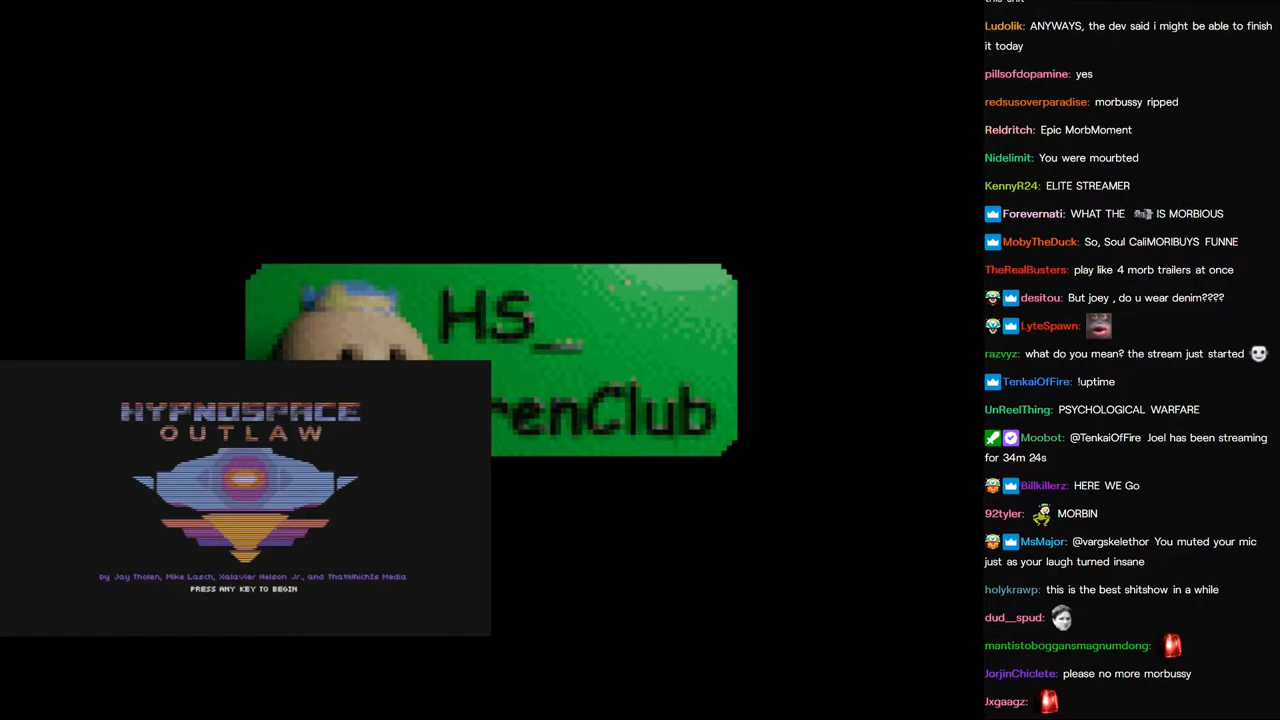 Ludolik: ANYWAYS, the dev said i might be able to finish
it today
pillsofdopamine: yes
redsusoverparadise: morbussy ripped
Reldritch: Epic MorbMoment
Nidelimit: You were mourbted
KennyR24: ELITE STREAMER
Forevernati: WHAT THE IS MORBIOUS
MobyTheDuck: So, Soul CaliMORIBUYS FUNNE
TheRealBusters: play like 4 morb trailers at once
desitou: But joey , do u wear denim????
LyteSpawn:
razvyz: what do you mean? the stream just started
TenkaiOfFire: !uptime
UnReelThing: PSYCHOLOGICAL WARFARE
Moobot: @TenkaiOfFire Joel has been streaming
for 34m 24s
Billkillerz: HERE WE Go
92tyler: MORBIN
MsMajor: @vargskelethor You muted your mic
just as your laugh turned insane
holykrawp: this is the best shitshow in a while
dud__spud:
mantistoboggansmagnumdong:
JorjinChiclete: please no more morbussy
Jxgaagz:
HS_
renClub
HYPNOSPACE
OUTLAW
by Jay Tholen, Mike Lasch, Xalavier Nelson Jr., and ThatWhichIs Media
PRESS ANY KEY TO BEGIN